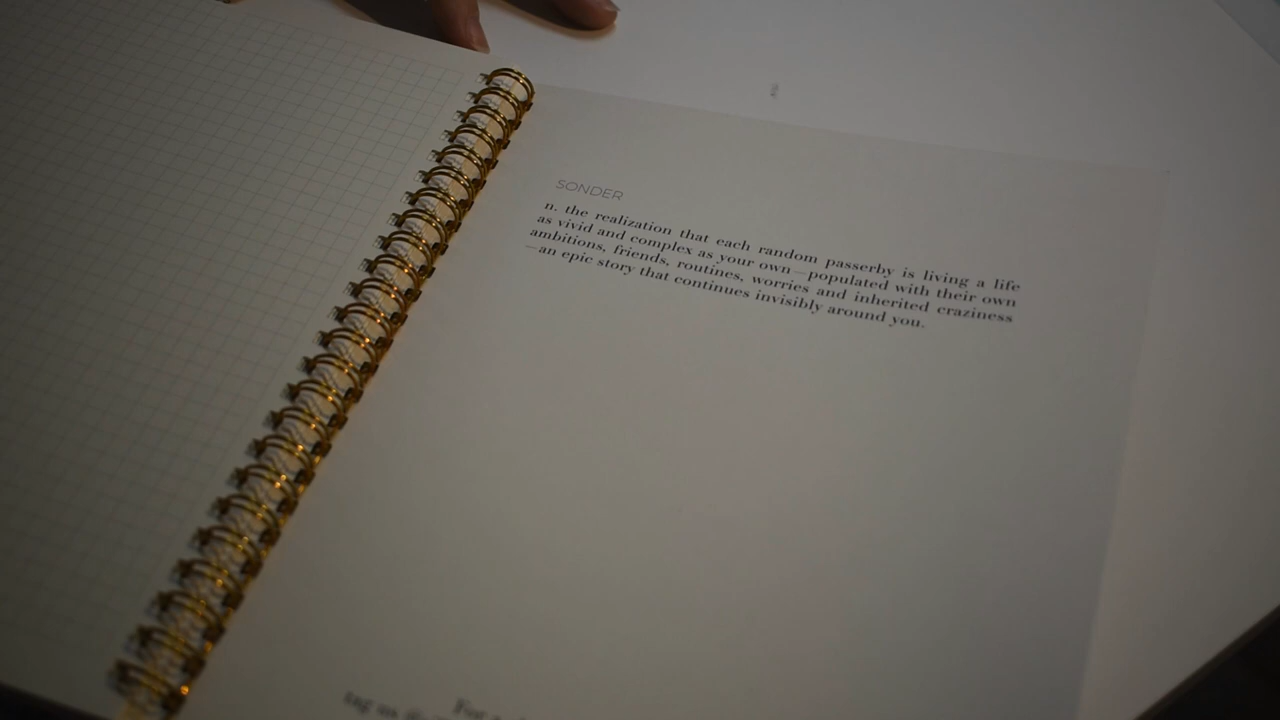 SONDER
n. the realization that each random passerby is living a life
as vivid and complex as your own—populated with their own
ambitions, friends, routines, worries and inherited craziness
—an epic story that continues invisibly around you.
For